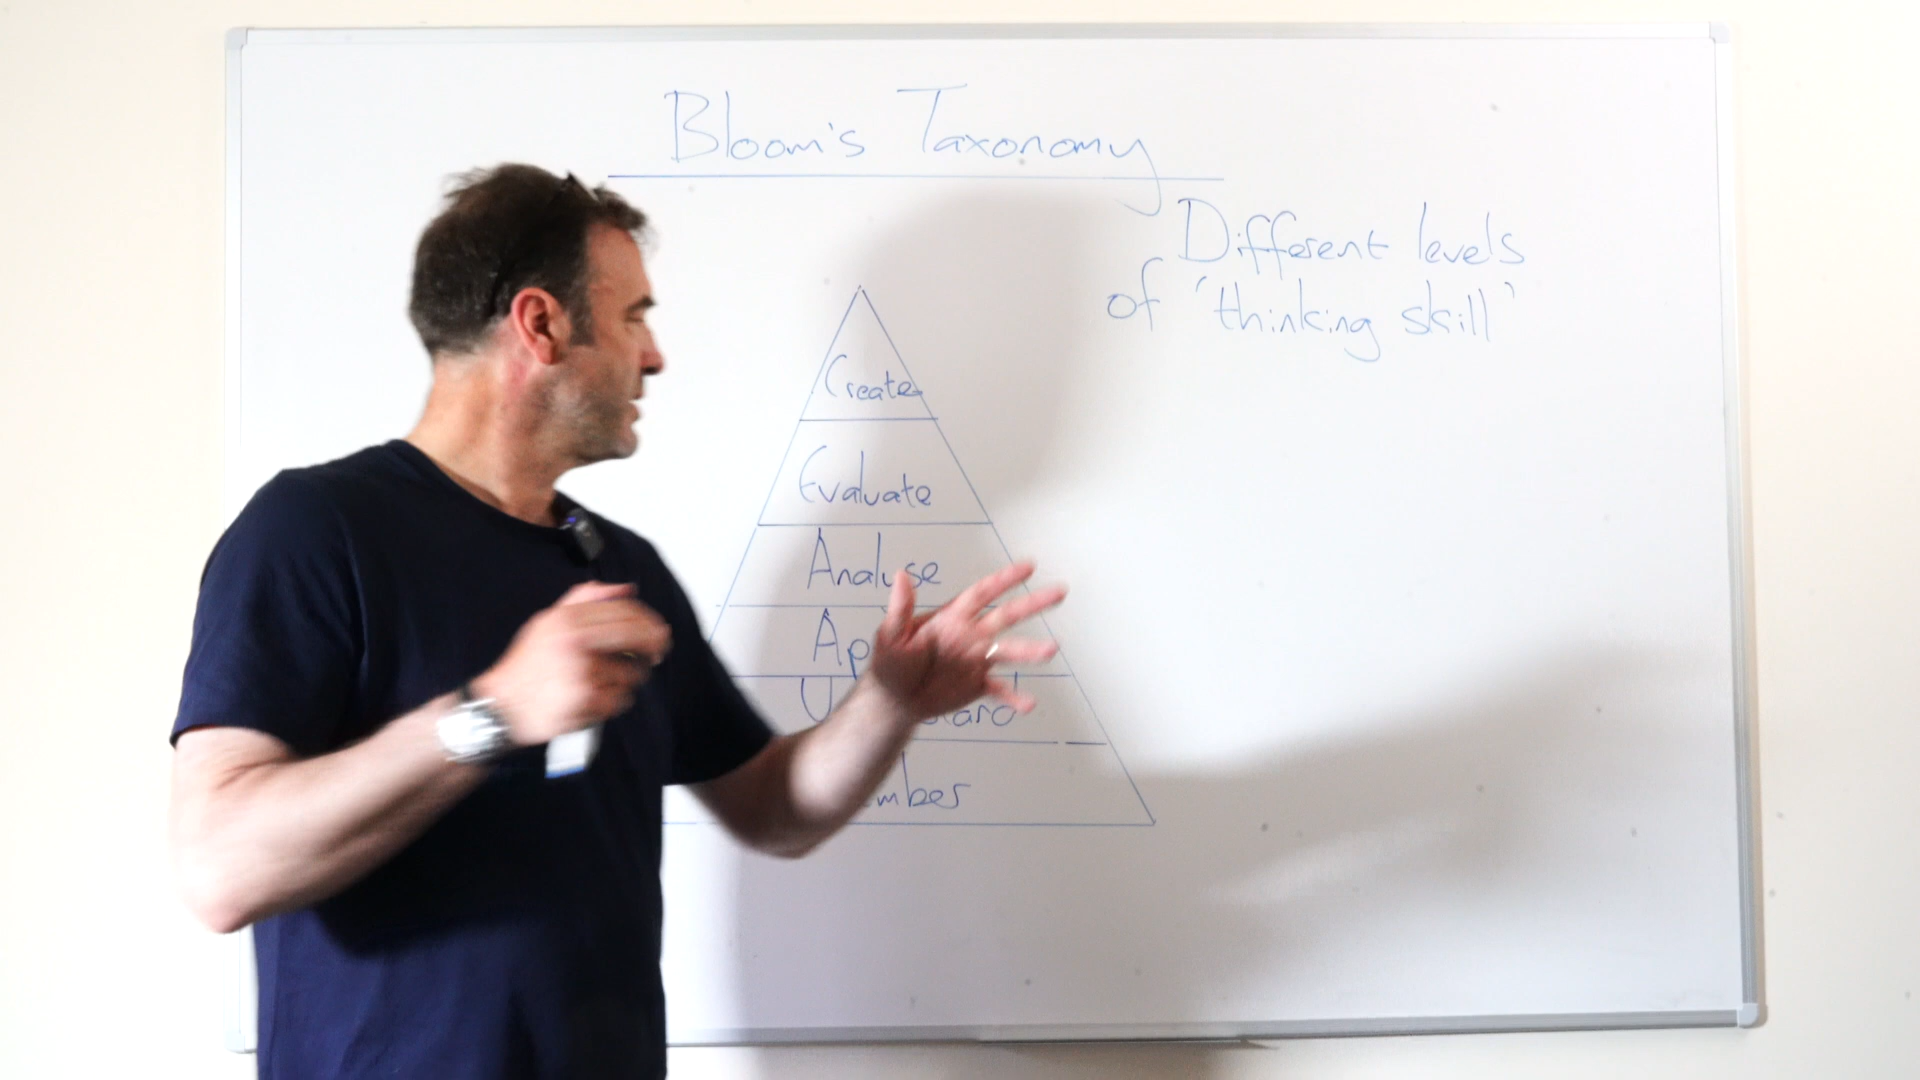 Bloom's Taxonomy
Different levels
of 'thinking skill'
Create
Evaluate
Analyse